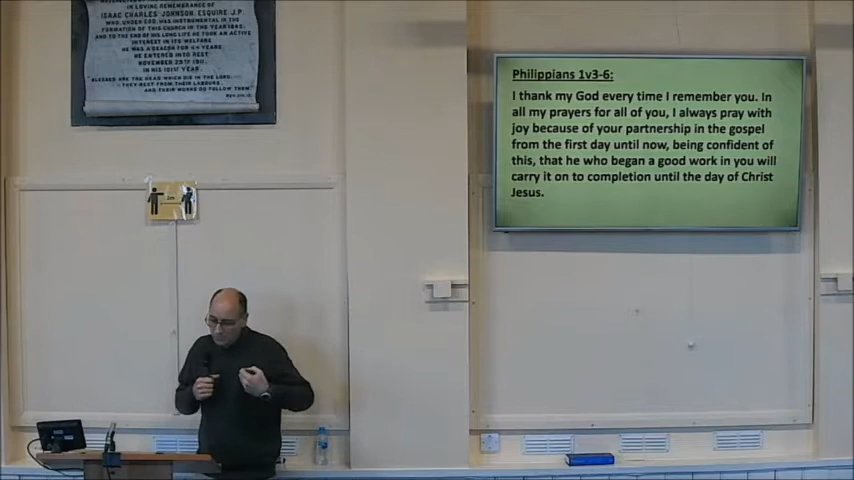 IN LOVING REMEMBRANCE OF
ISAAC CHARLES JOHNSON, ESQUIRE J.P.
WHO, UNDER GOD, WAS INSTRUMENTAL IN THE
FORMATION OF THIS CHURCH IN THE YEAR
AND TO THE END OF HIS LONG LIFE TOOK AN ACTIVE
INTEREST IN ITS WELFARE
HE WAS A DEACON FOR YEARS
HE ENTERED INTO REST
NOVEMBER 1911
IN HIS 101ST YEAR.
BLESSED ARE THE DEAD WHICH DIE IN THE LORD,
THEY REST FROM THEIR LABOURS
AND THEIR WORKS DO FOLLOW THEM
2m
Philippians 1v3-6:
I thank my God every time I remember you. In
all my prayers for all of you, I always pray with
joy because of your partnership in the gospel
from the first day until now, being confident of
this, that he who began a good work in you will
carry it on to completion until the day of Christ
Jesus.